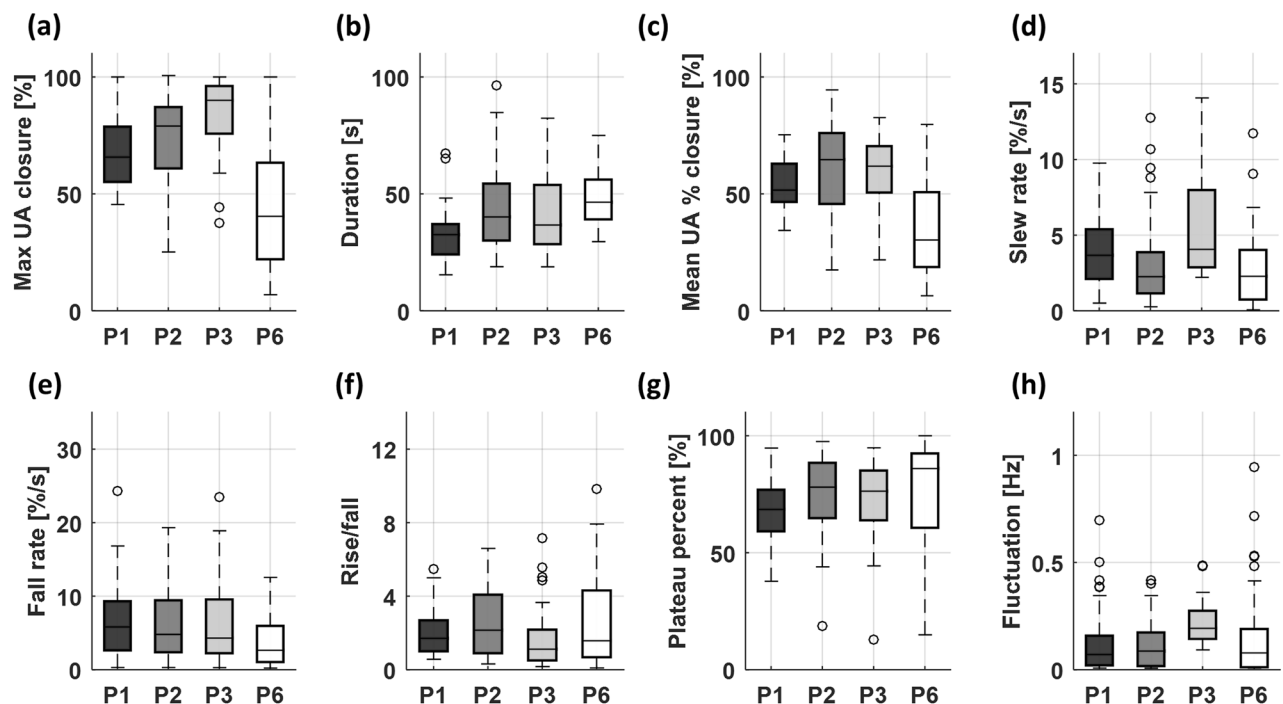 (a)
(b)
(c)
(d)
Max UA closure [%]
100
50
0
P1 P2 P3 P6
Duration [s]
100
50
0
P1 P2 P3 P6
Mean UA % closure [%]
100
50
0
P1 P2 P3 P6
Slew rate [%/s]
15
10
5
0
P1 P2 P3 P6
(e)
(f)
(g)
(h)
Fall rate [%/s]
30
20
10
0
P1 P2 P3 P6
Rise/fall
12
8
4
0
P1 P2 P3 P6
Plateau percent [%]
100
50
0
P1 P2 P3 P6
Fluctuation [Hz]
1
0.5
0
P1 P2 P3 P6